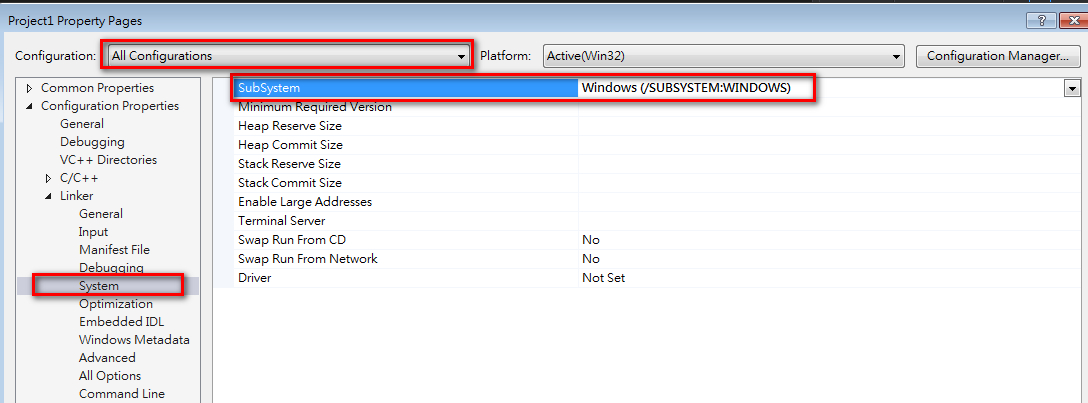 Project1 Property Pages
Configuration: All Configurations Platform: Active(Win32) Configuration Manager...
Common Properties
Configuration Properties
General
Debugging
VC++ Directories
C/C++
Linker
General
Input
Manifest File
Debugging
System
Optimization
Embedded IDL
Windows Metadata
Advanced
All Options
Command Line
SubSystem Windows (/SUBSYSTEM:WINDOWS)
Minimum Required Version
Heap Reserve Size
Heap Commit Size
Stack Reserve Size
Stack Commit Size
Enable Large Addresses
Terminal Server
Swap Run From CD No
Swap Run From Network No
Driver Not Set